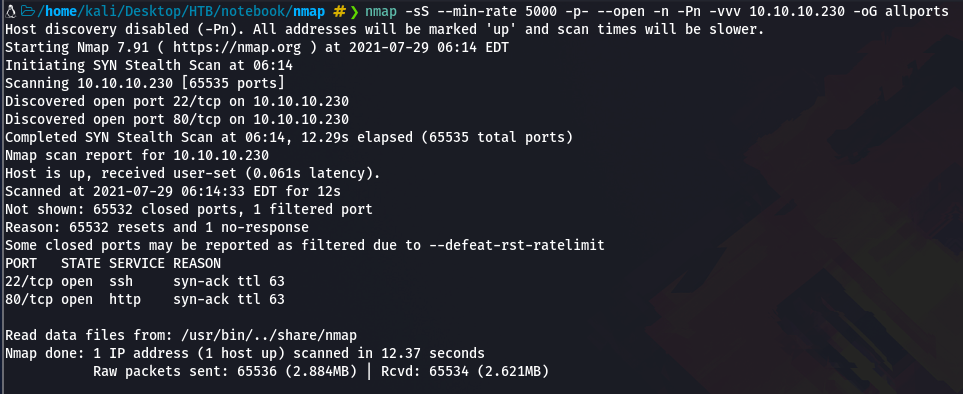 /home/kali/Desktop/HTB/notebook/nmap # ❯ nmap -sS --min-rate 5000 -p- --open -n -Pn -vvv 10.10.10.230 -oG allports
Host discovery disabled (-Pn). All addresses will be marked 'up' and scan times will be slower.
Starting Nmap 7.91 ( https://nmap.org ) at 2021-07-29 06:14 EDT
Initiating SYN Stealth Scan at 06:14
Scanning 10.10.10.230 [65535 ports]
Discovered open port 22/tcp on 10.10.10.230
Discovered open port 80/tcp on 10.10.10.230
Completed SYN Stealth Scan at 06:14, 12.29s elapsed (65535 total ports)
Nmap scan report for 10.10.10.230
Host is up, received user-set (0.061s latency).
Scanned at 2021-07-29 06:14:33 EDT for 12s
Not shown: 65532 closed ports, 1 filtered port
Reason: 65532 resets and 1 no-response
Some closed ports may be reported as filtered due to --defeat-rst-ratelimit
PORT   STATE SERVICE REASON
22/tcp open  ssh     syn-ack ttl 63
80/tcp open  http    syn-ack ttl 63
Read data files from: /usr/bin/../share/nmap
Nmap done: 1 IP address (1 host up) scanned in 12.37 seconds
Raw packets sent: 65536 (2.884MB) | Rcvd: 65534 (2.621MB)